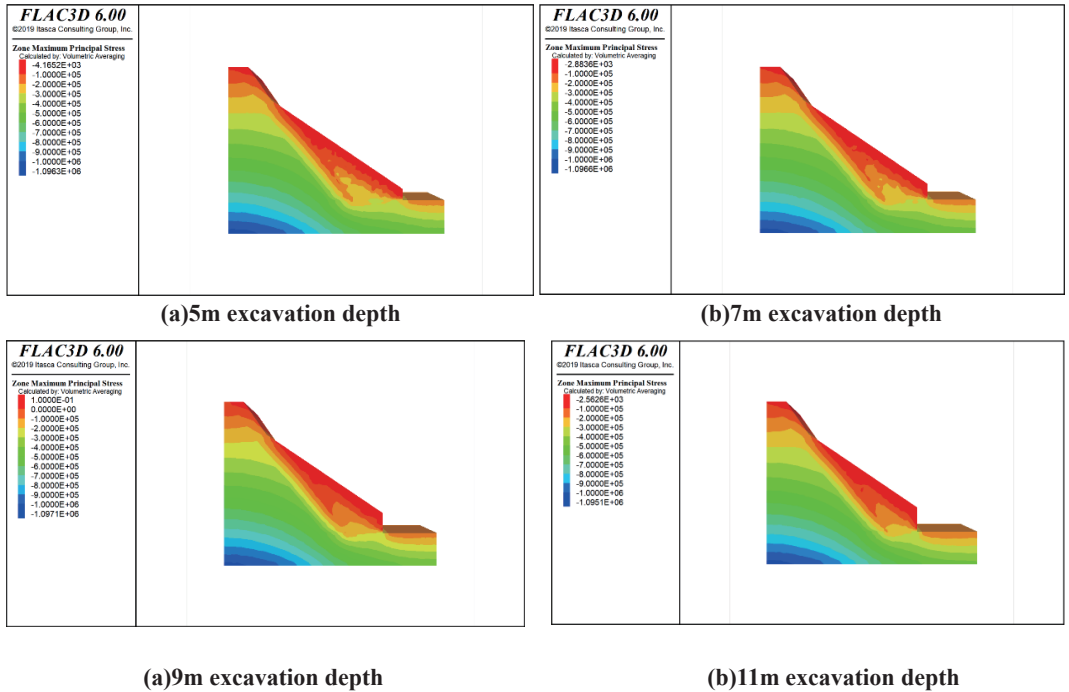 FLAC3D 6.00
©2019 Itasca Consulting Group, Inc.
Zone Maximum Principal Stress
Calculated by: Volumetric Averaging
-4.1652E+03
-1.0000E+05
-2.0000E+05
-3.0000E+05
-4.0000E+05
-5.0000E+05
-6.0000E+05
-7.0000E+05
-8.0000E+05
-9.0000E+05
-1.0000E+06
-1.0963E+06
(a)5m excavation depth
FLAC3D 6.00
©2019 Itasca Consulting Group, Inc.
Zone Maximum Principal Stress
Calculated by: Volumetric Averaging
-2.8836E+03
-1.0000E+05
-2.0000E+05
-3.0000E+05
-4.0000E+05
-5.0000E+05
-6.0000E+05
-7.0000E+05
-8.0000E+05
-9.0000E+05
-1.0000E+06
-1.0966E+06
(b)7m excavation depth
FLAC3D 6.00
©2019 Itasca Consulting Group, Inc.
Zone Maximum Principal Stress
Calculated by: Volumetric Averaging
1.0000E-01
0.0000E+00
-1.0000E+05
-2.0000E+05
-3.0000E+05
-4.0000E+05
-5.0000E+05
-6.0000E+05
-7.0000E+05
-8.0000E+05
-9.0000E+05
-1.0000E+06
-1.0971E+06
(a)9m excavation depth
FLAC3D 6.00
©2019 Itasca Consulting Group, Inc.
Zone Maximum Principal Stress
Calculated by: Volumetric Averaging
-2.5626E+03
-1.0000E+05
-2.0000E+05
-3.0000E+05
-4.0000E+05
-5.0000E+05
-6.0000E+05
-7.0000E+05
-8.0000E+05
-9.0000E+05
-1.0000E+06
-1.0951E+06
(b)11m excavation depth